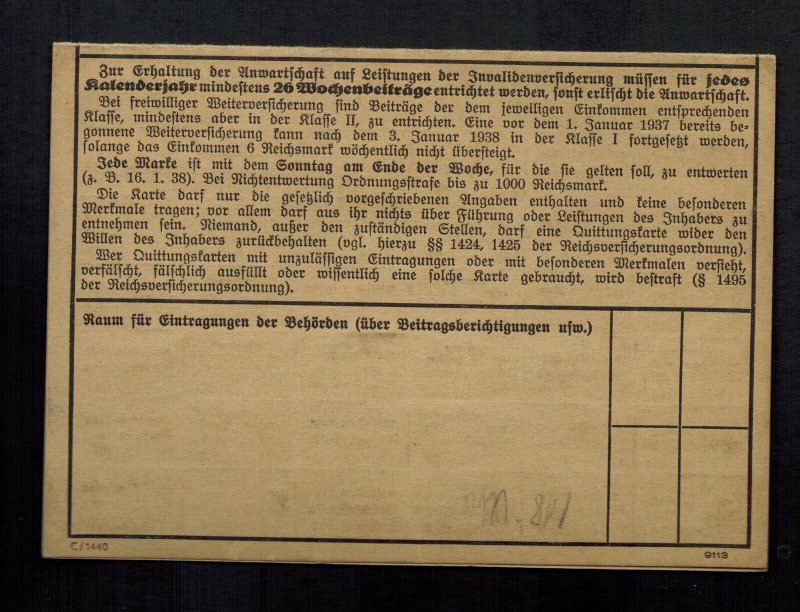 Zur Erhaltung der Anwartschaft auf Leistungen der Invalidenversicherung müssen für jedes
Kalenderjahr mindestens 26 Wochenbeiträge entrichtet werden, sonst erlischt die Anwartschaft.
Bei freiwilliger Weiterversicherung sind Beiträge der dem jeweiligen Einkommen entsprechenden
Klasse, mindestens aber in der Klasse II, zu entrichten. Eine vor dem 1. Januar 1937 bereits be-
gonnene Weiterversicherung kann nach dem 3. Januar 1938 in der Klasse I fortgesetzt werden,
solange das Einkommen 6 Reichsmark wöchentlich nicht übersteigt.
Jede Marke ist mit dem Sonntag am Ende der Woche, für die sie gelten soll, zu entwerten
(z. B. 16. 1. 38). Bei Nichtentwertung Ordnungsstrafe bis zu 1000 Reichsmark.
Die Karte darf nur die gesetzlich vorgeschriebenen Angaben enthalten und keine besonderen
Merkmale tragen; vor allem darf aus ihr nichts über Führung oder Leistungen des Inhabers zu
entnehmen sein. Niemand, außer den zuständigen Stellen, darf eine Quittungskarte wider den
Willen des Inhabers zurückbehalten (vgl. hierzu §§ 1424, 1425 der Reichsversicherungsordnung).
Wer Quittungskarten mit unzulässigen Eintragungen oder mit besonderen Merkmalen versieht,
verfälscht, fälschlich ausfüllt oder wissentlich eine solche Karte gebraucht, wird bestraft (§ 1495
der Reichsversicherungsordnung).
Raum für Eintragungen der Behörden (über Beitragsberichtigungen usw.)
C/1440
9113